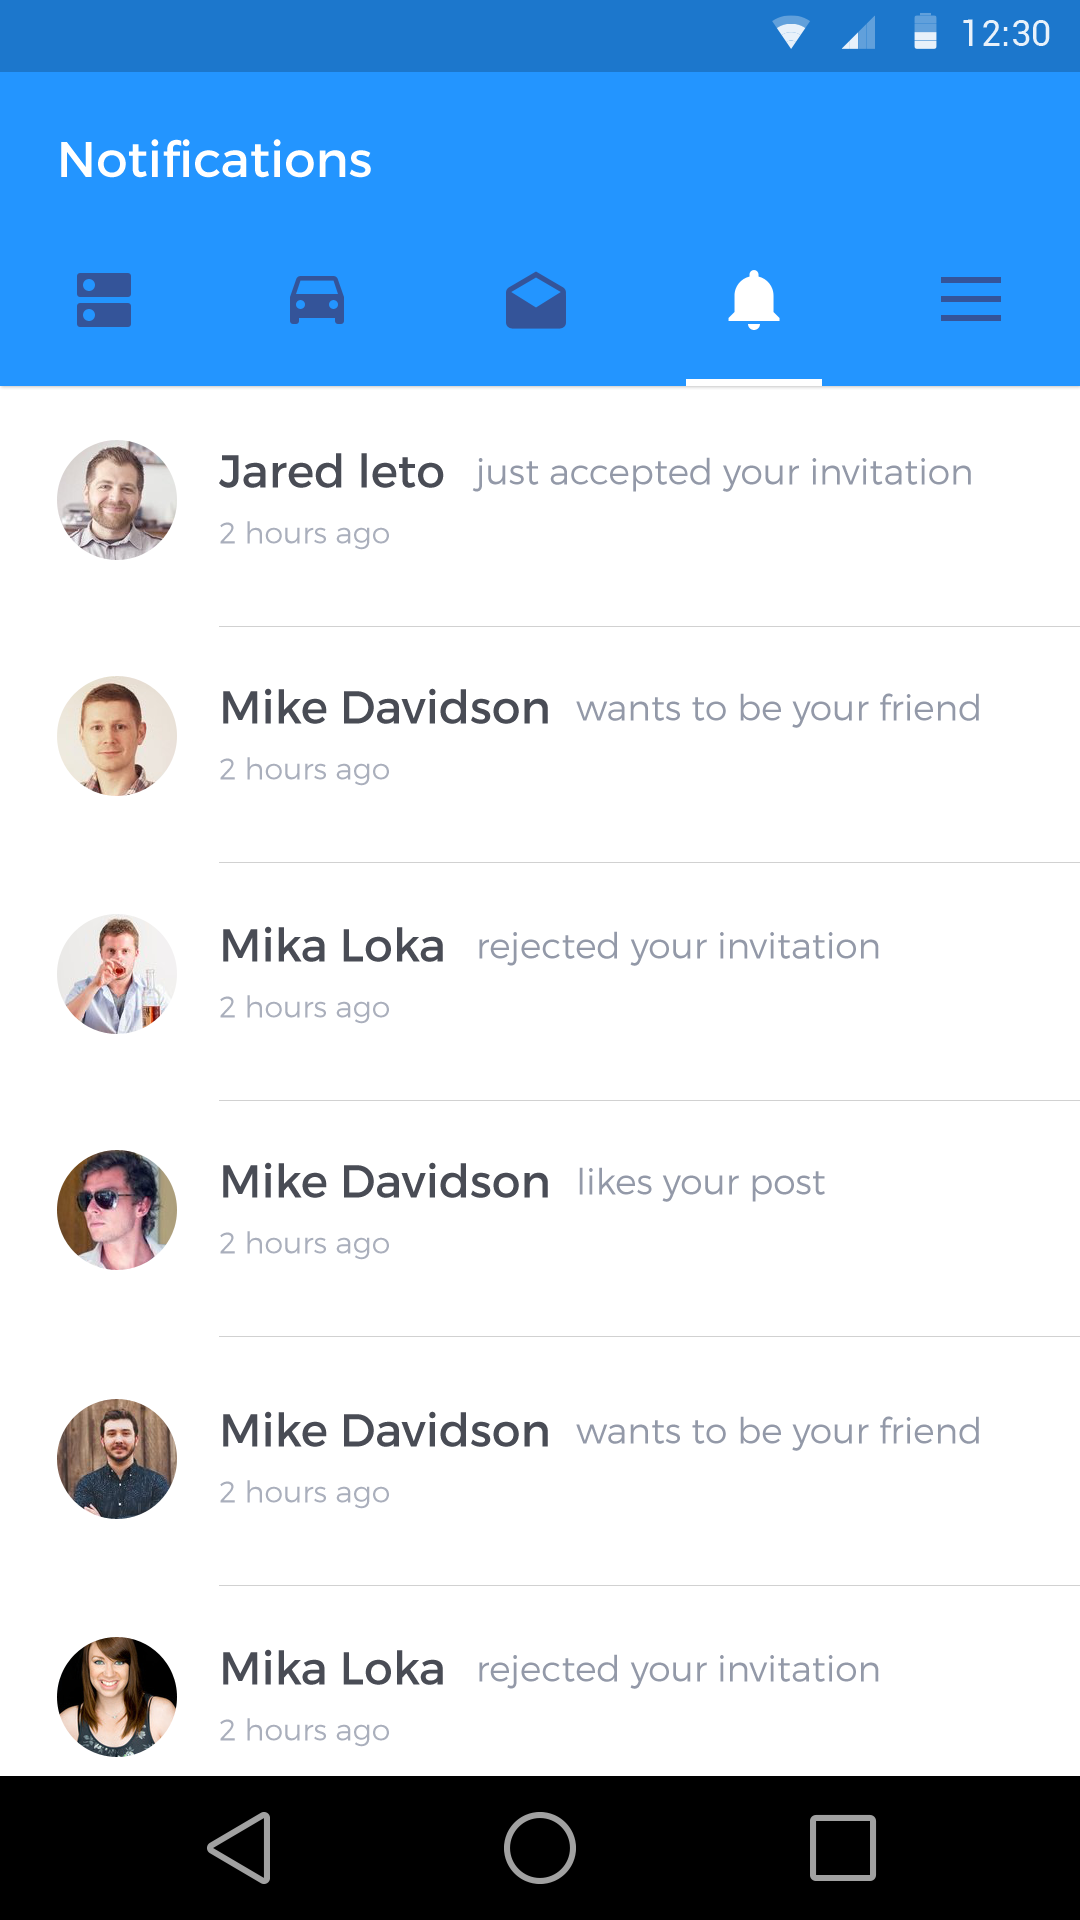 12:30
Notifications
Jared leto just accepted your invitation
2 hours ago
Mike Davidson wants to be your friend
2 hours ago
Mika Loka rejected your invitation
2 hours ago
Mike Davidson likes your post
2 hours ago
Mike Davidson wants to be your friend
2 hours ago
Mika Loka rejected your invitation
2 hours ago